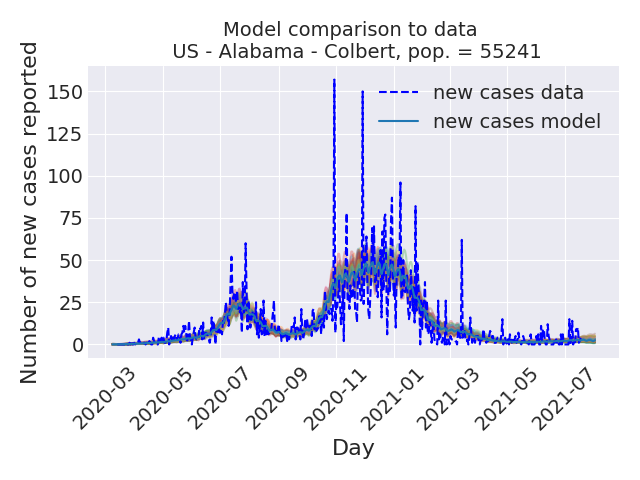 Model comparison to data
US - Alabama - Colbert, pop. = 55241
Number of new cases reported
150
125
100
75
50
25
0
new cases data
new cases model
2020-03
2020-05
2020-07
2020-09
2020-11
2021-01
2021-03
2021-05
2021-07
Day